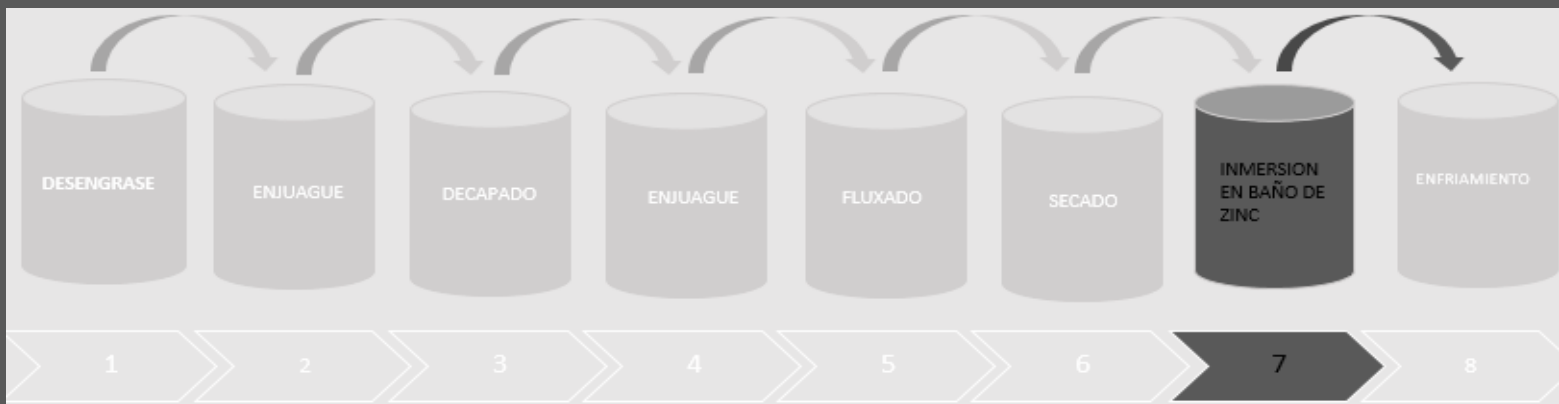 DESENGRASE
ENJUAGUE
DECAPADO
ENJUAGUE
FLUXADO
SECADO
INMERSION
EN BAÑO DE
ZINC
ENFRIAMIENTO
1
2
3
4
5
6
7
8